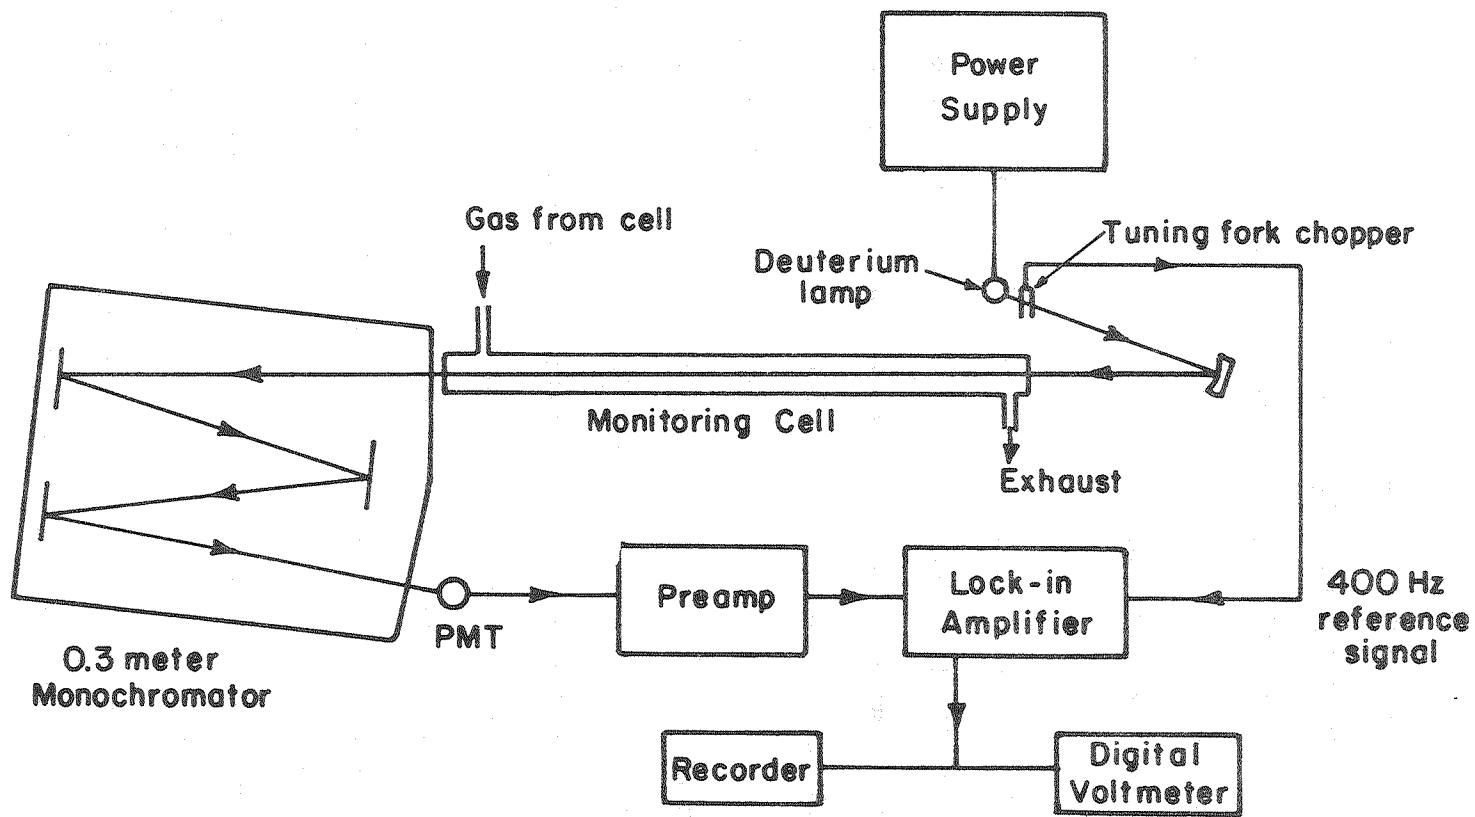 Power
Supply
Gas from cell
Tuning fork chopper
Deuterium
lamp
Monitoring Cell
Exhaust
Preamp
Lock-in
Amplifier
400 Hz
reference
signal
PMT
0.3 meter
Monochromator
Recorder
Digital
Voltmeter